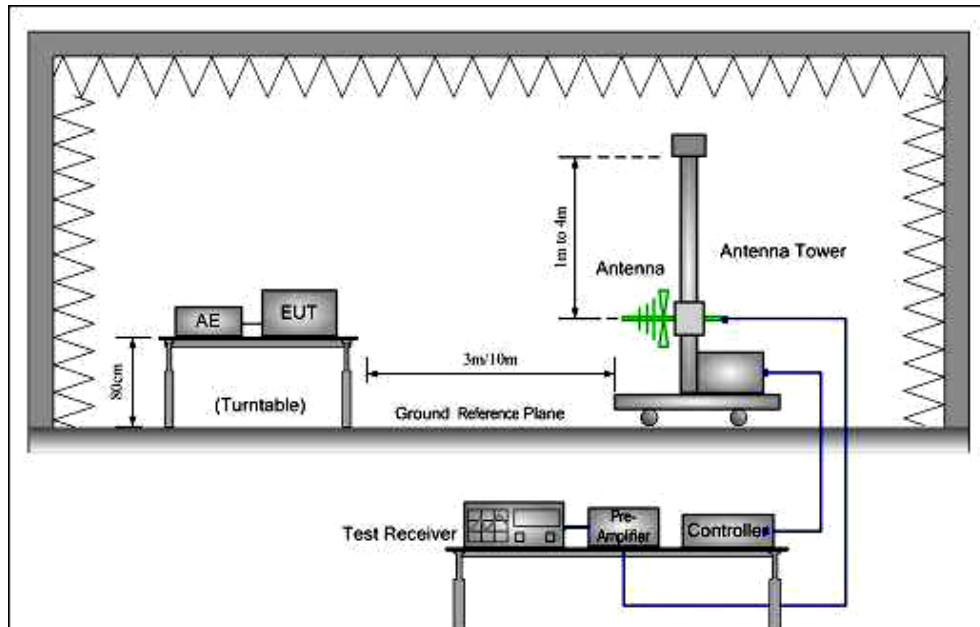 1m to 4m
Antenna Tower
Antenna
AE
EUT
3m/10m
80cm
(Turntable)
Ground Reference Plane
Test Receiver
Pre-
Amplifier
Controller